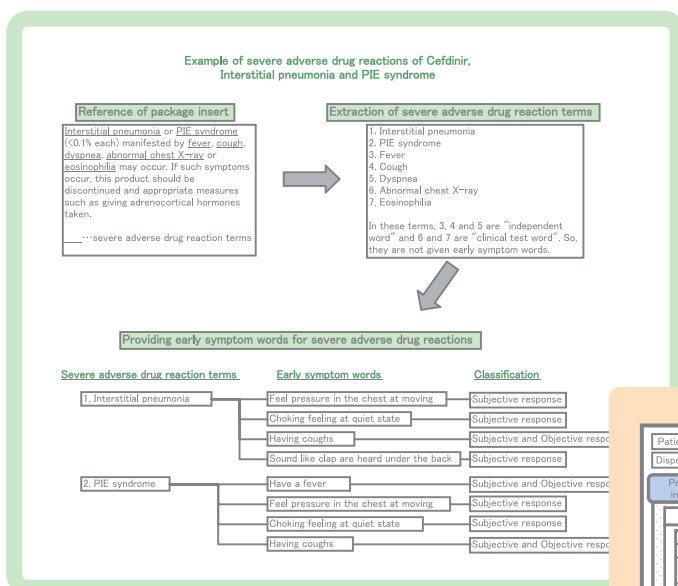 Example of severe adverse drug reactions of Cefdinir,
Interstitial pneumonia and PIE syndrome
Reference of package insert
Interstitial pneumonia or PIE syndrome
(<0.1% each) manifested by fever, cough,
dyspnea, abnormal chest X-ray or
eosinophilia may occur. If such symptoms
occur, this product should be
discontinued and appropriate measures
such as giving adrenocortical hormones
taken.
___…severe adverse drug reaction terms
Extraction of severe adverse drug reaction terms
1. Interstitial pneumonia
2. PIE syndrome
3. Fever
4. Cough
5. Dyspnea
6. Abnormal chest X-ray
7. Eosinophilia
In these terms, 3, 4 and 5 are "independent
word" and 6 and 7 are "clinical test word". So,
they are not given early symptom words.
Providing early symptom words for severe adverse drug reactions
Severe adverse drug reaction terms Early symptom words Classification
1. Interstitial pneumonia Feel pressure in the chest at moving Subjective response
Choking feeling at quiet state Subjective response
Having coughs Subjective and Objective respo
Sound like clap are heard under the back Subjective response
2. PIE syndrome Have a fever Subjective and Objective respo
Feel pressure in the chest at moving Subjective response
Choking feeling at quiet state Subjective response
Having coughs Subjective and Objective respo
Patie
Dispe